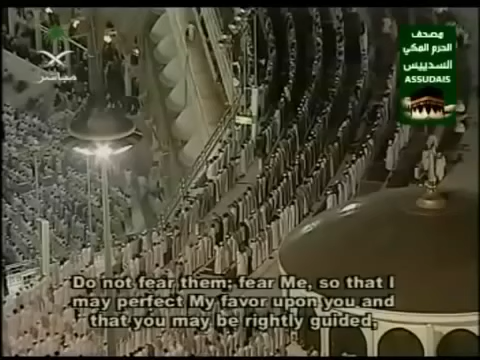 مصحف
الحرم المكي
السديس
ASSUDAIS
مباشر
Do not fear them; fear Me, so that I
may perfect My favor upon you and
that you may be rightly guided,